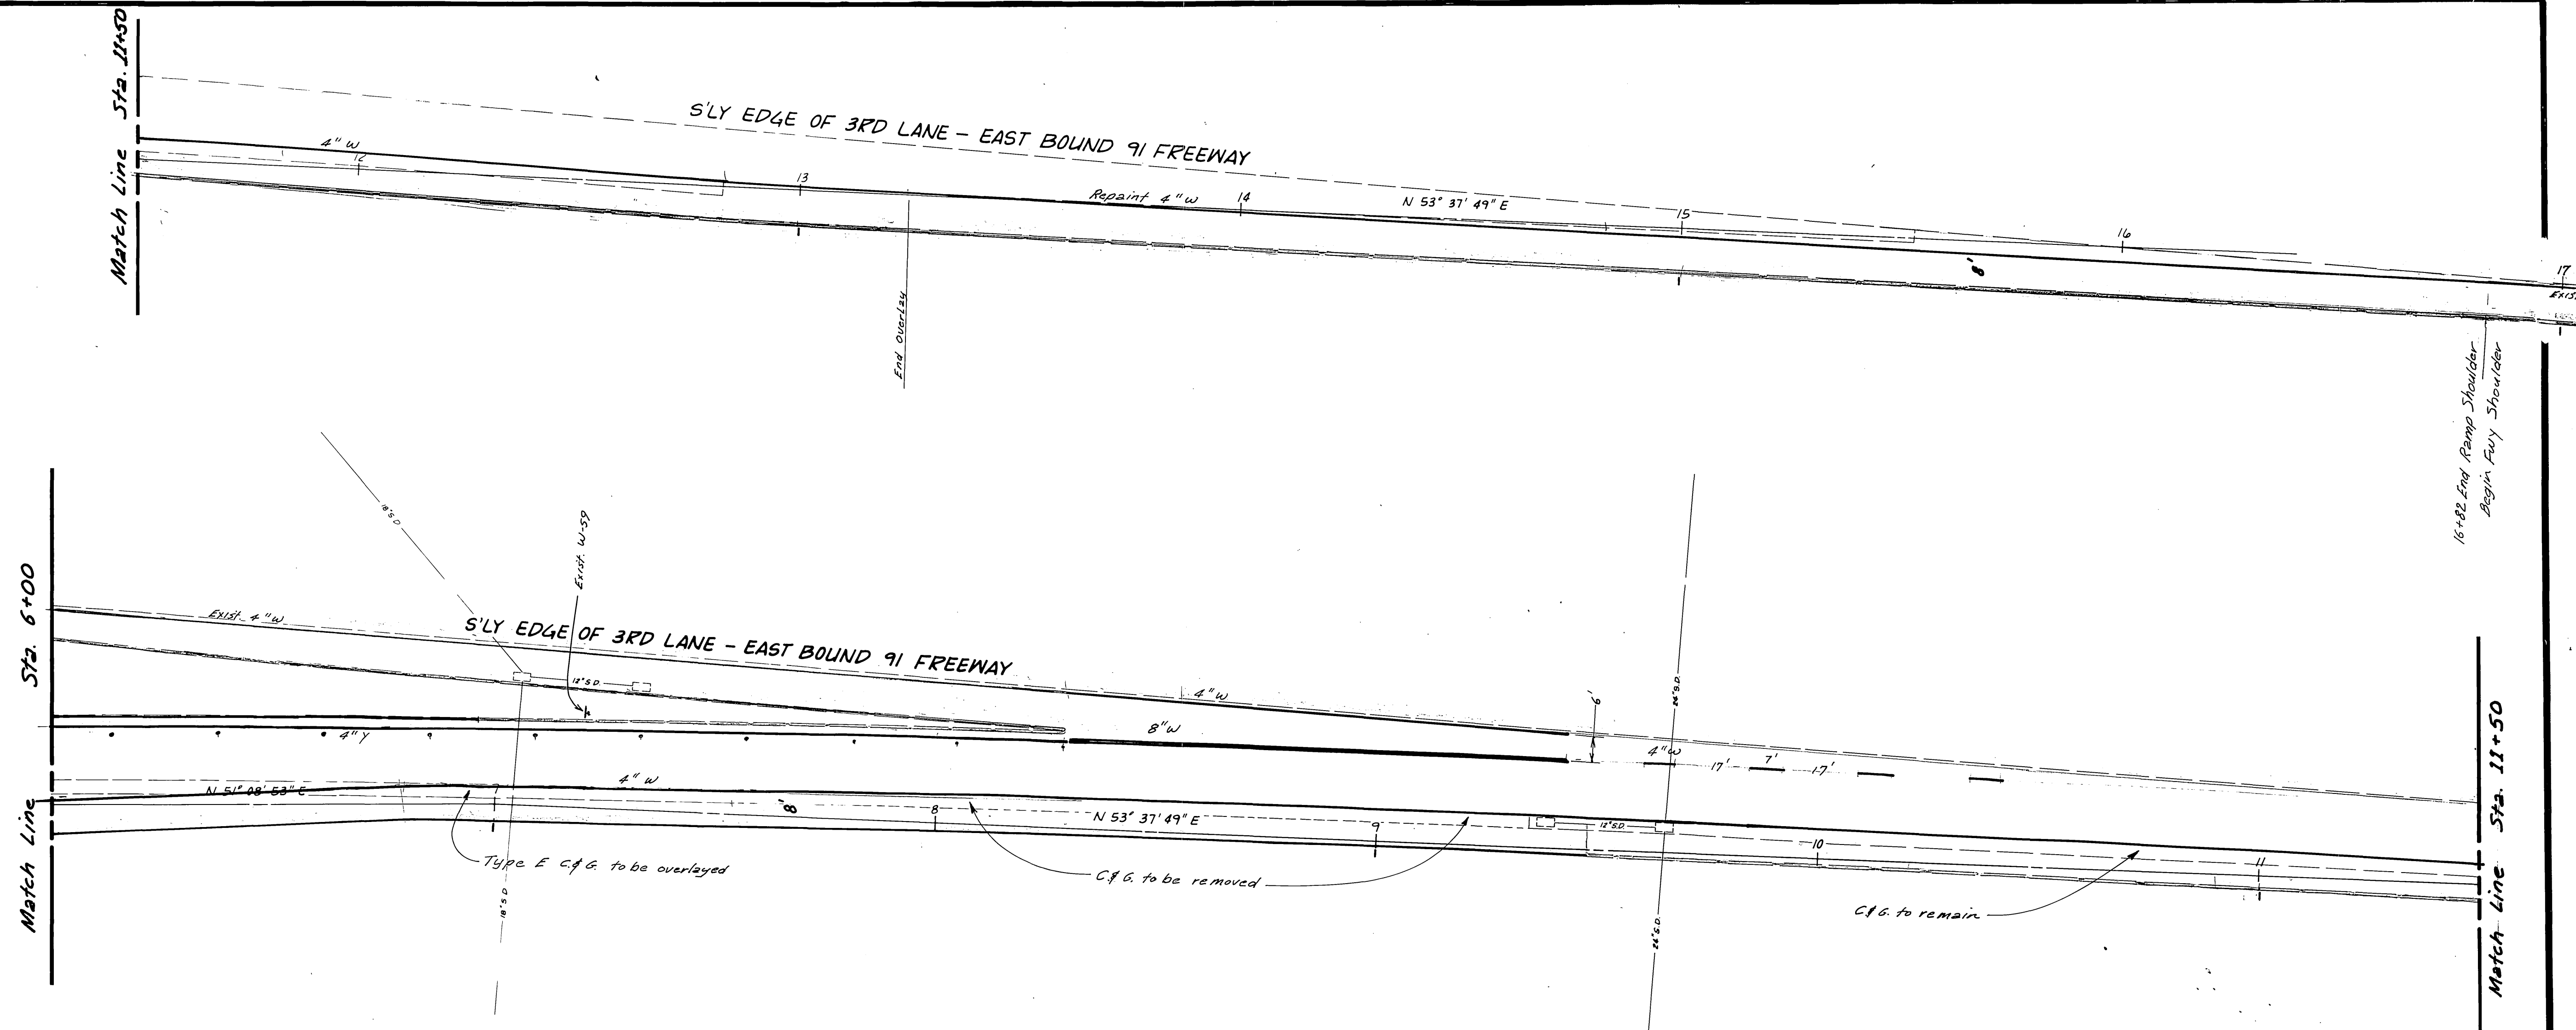 Match Line Sta. 11+50
S'LY EDGE OF 3RD LANE - EAST BOUND 91 FREEWAY
4" W
12
13
Repaint 4" W
14
N 53° 37' 49" E
15
16
8'
17
End Overlay
16+82 End Ramp Shoulder
Begin Fwy Shoulder
Match Line Sta. 6+00
18" S.D.
Exist. W-59
Exist. 4" W
S'LY EDGE OF 3RD LANE - EAST BOUND 91 FREEWAY
12" S.D.
4" W
6'
8" W
4" Y
4" W
17'
7'
17'
4" W
N 51° 08' 53" E
7
8'
8
N 53° 37' 49" E
9
12" S.D.
10
11
Type E C.&G. to be overlayed
C.&G. to be removed
C.&G. to remain
18" S.D.
Match Line Sta. 11+50